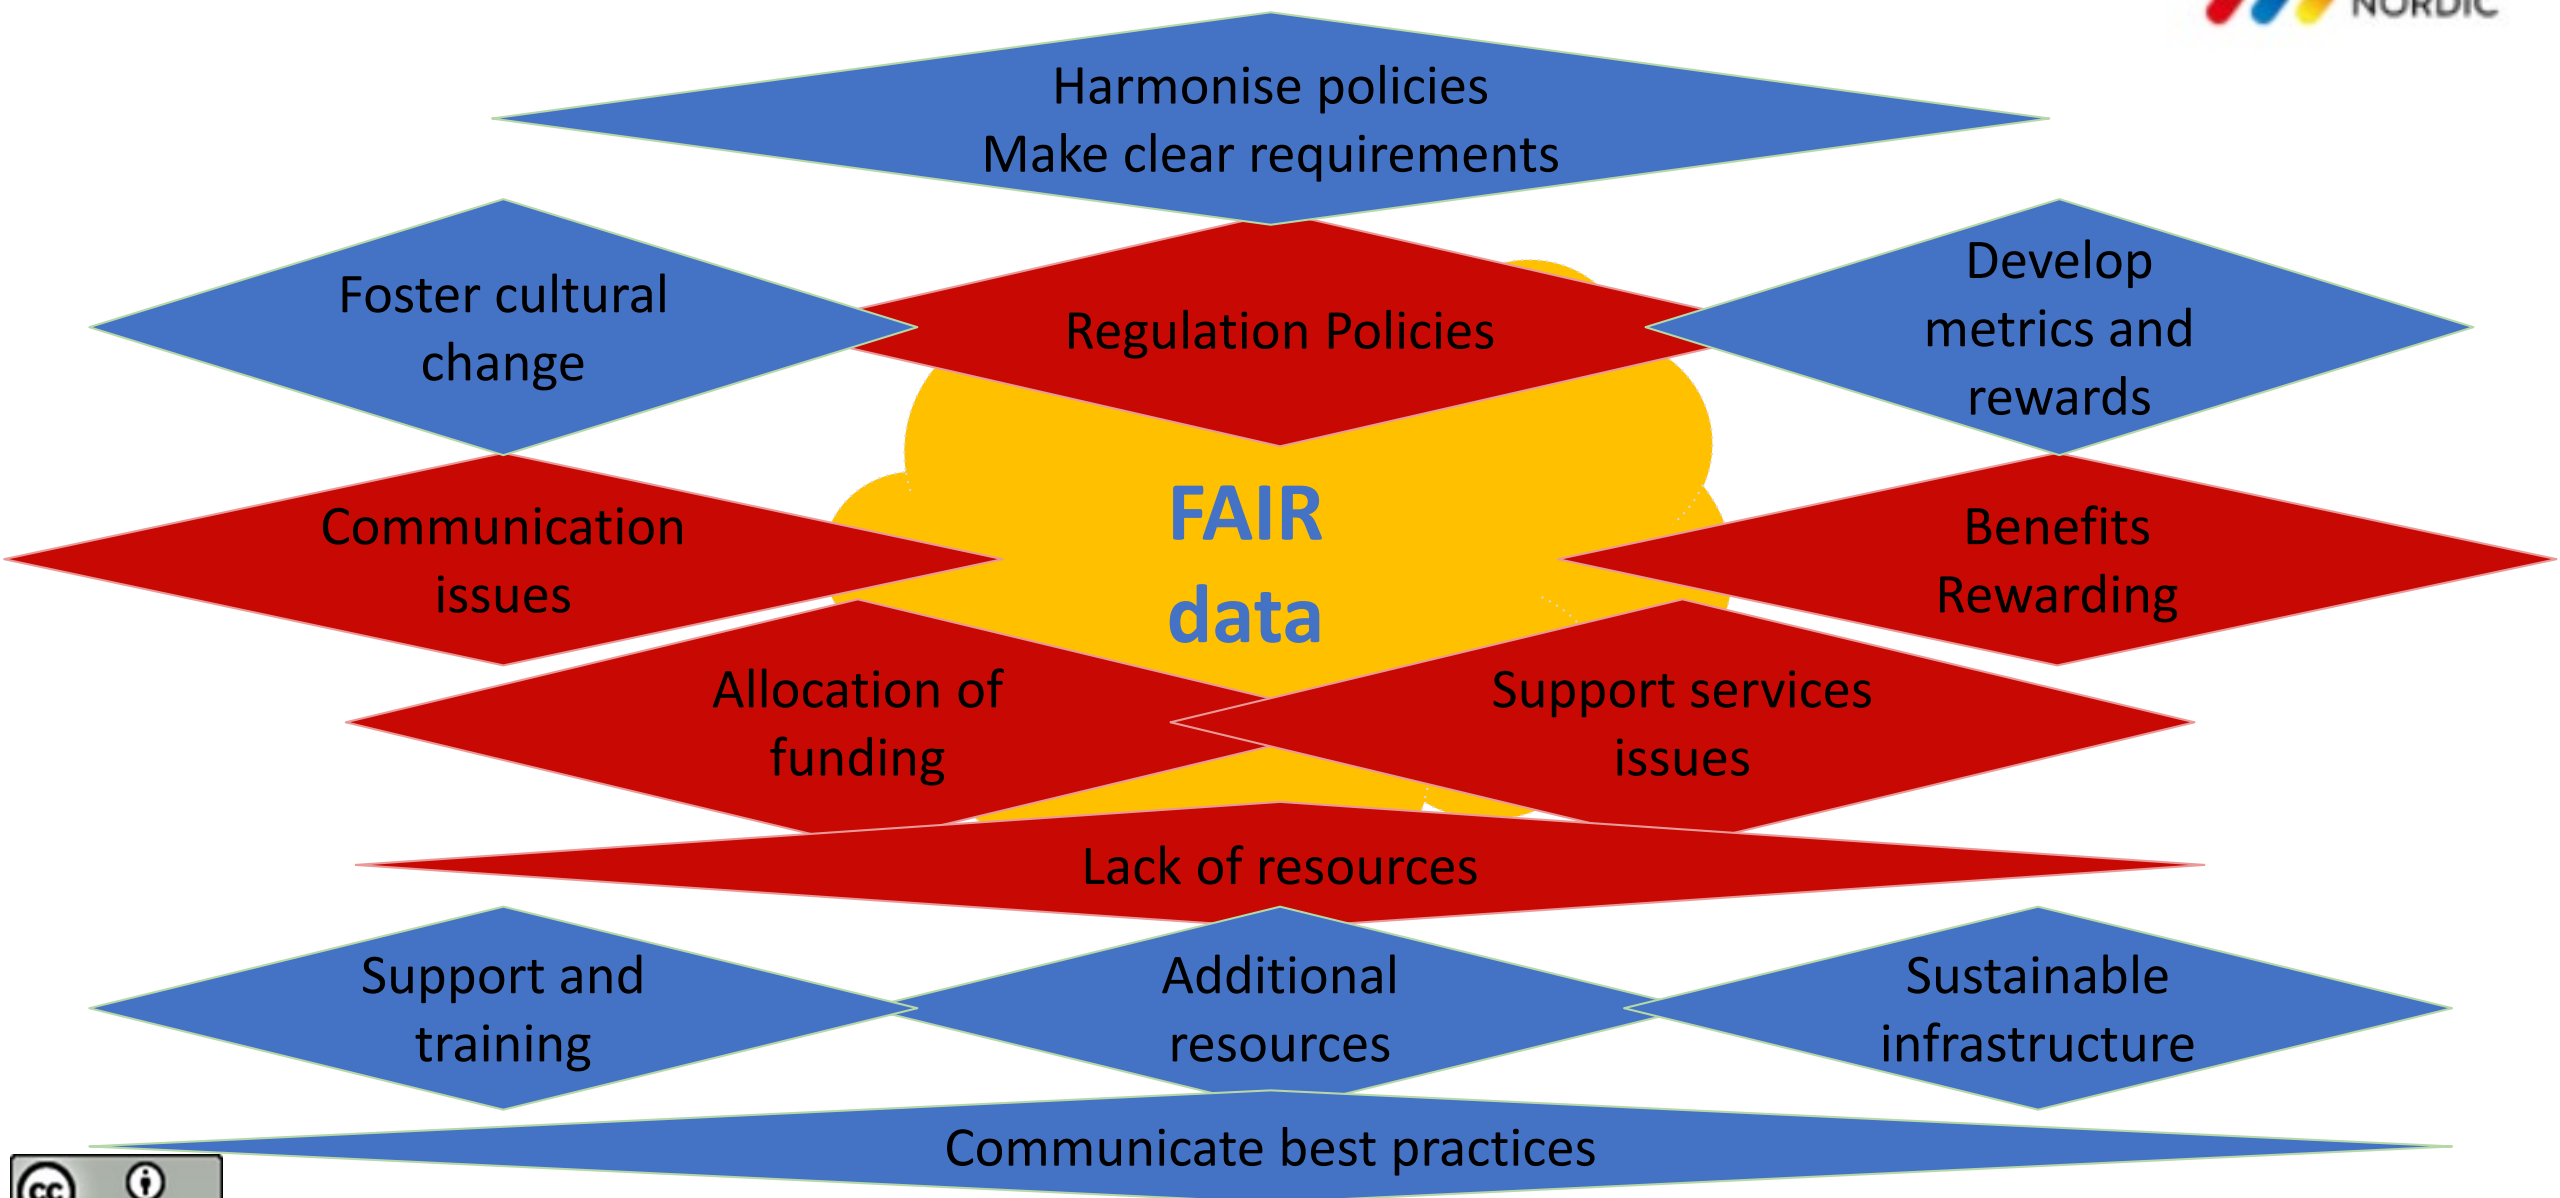 NORDIC
Harmonise policies
Make clear requirements
Foster cultural
change
Regulation Policies
Develop
metrics and
rewards
Communication
issues
FAIR
data
Benefits
Rewarding
Allocation of
funding
Support services
issues
Lack of resources
Support and
training
Additional
resources
Sustainable
infrastructure
Communicate best practices
cc